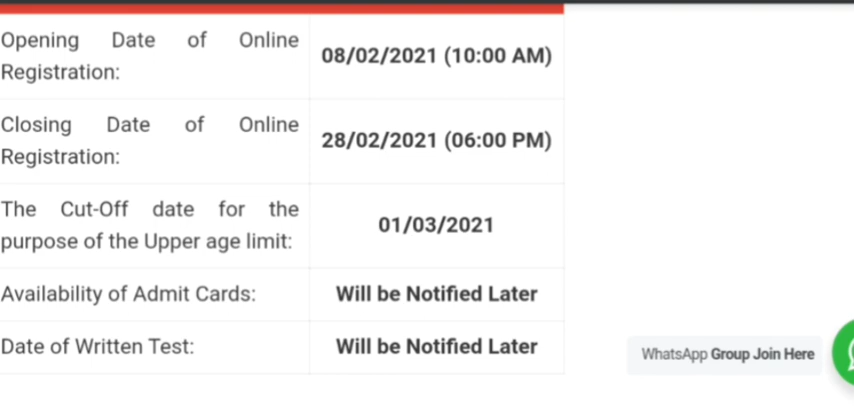 Opening Date of Online
Registration:
08/02/2021 (10:00 AM)
Closing Date of Online
Registration:
28/02/2021 (06:00 PM)
The Cut-Off date for the
purpose of the Upper age limit:
01/03/2021
Availability of Admit Cards:
Will be Notified Later
Date of Written Test:
Will be Notified Later
WhatsApp Group Join Here